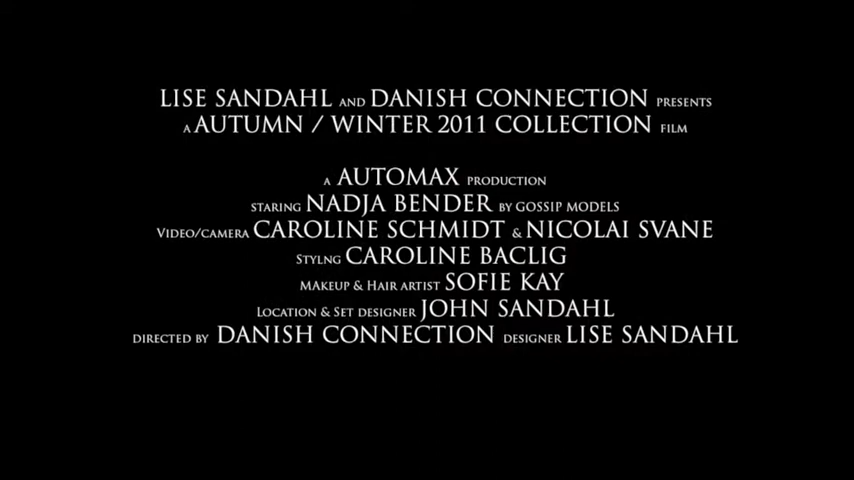 LISE SANDAHL AND DANISH CONNECTION PRESENTS
A AUTUMN / WINTER 2011 COLLECTION FILM
A AUTOMAX PRODUCTION
STARING NADJA BENDER BY GOSSIP MODELS
VIDEO/CAMERA CAROLINE SCHMIDT & NICOLAI SVANE
STYLNG CAROLINE BACLIG
MAKEUP & HAIR ARTIST SOFIE KAY
LOCATION & SET DESIGNER JOHN SANDAHL
DIRECTED BY DANISH CONNECTION DESIGNER LISE SANDAHL